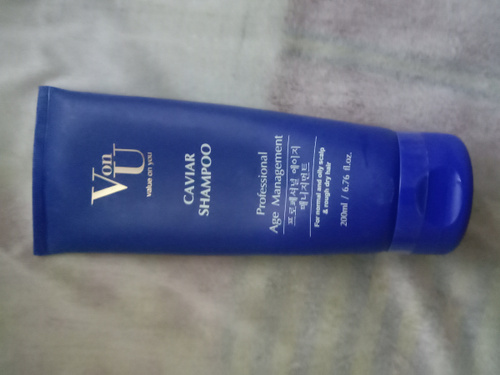 Von
U
value on you
CAVIAR
SHAMPOO
Professional
Age Management
프로페셔널 에이지
매니지먼트
For normal and oily scalp
& rough dry hair
200ml / 6.76 fl.oz.